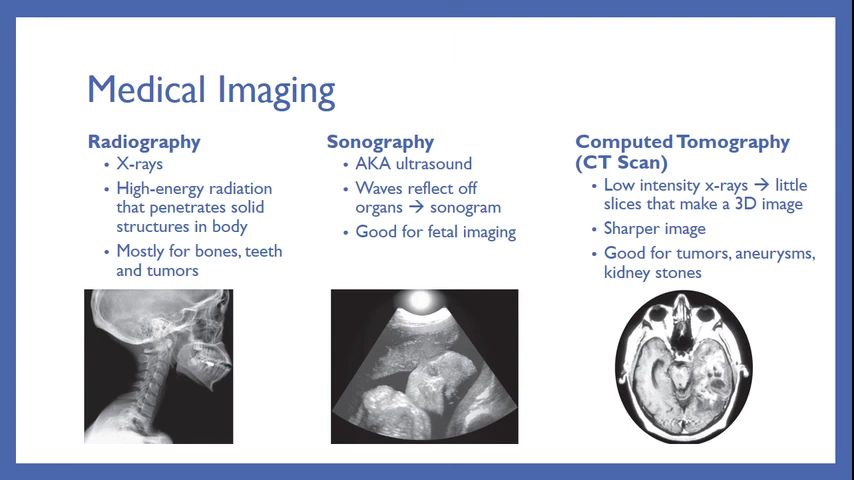 Medical Imaging
Radiography
• X-rays
• High-energy radiation
that penetrates solid
structures in body
• Mostly for bones, teeth
and tumors
Sonography
• AKA ultrasound
• Waves reflect off
organs → sonogram
• Good for fetal imaging
Computed Tomography
(CT Scan)
• Low intensity x-rays → little
slices that make a 3D image
• Sharper image
• Good for tumors, aneurysms,
kidney stones